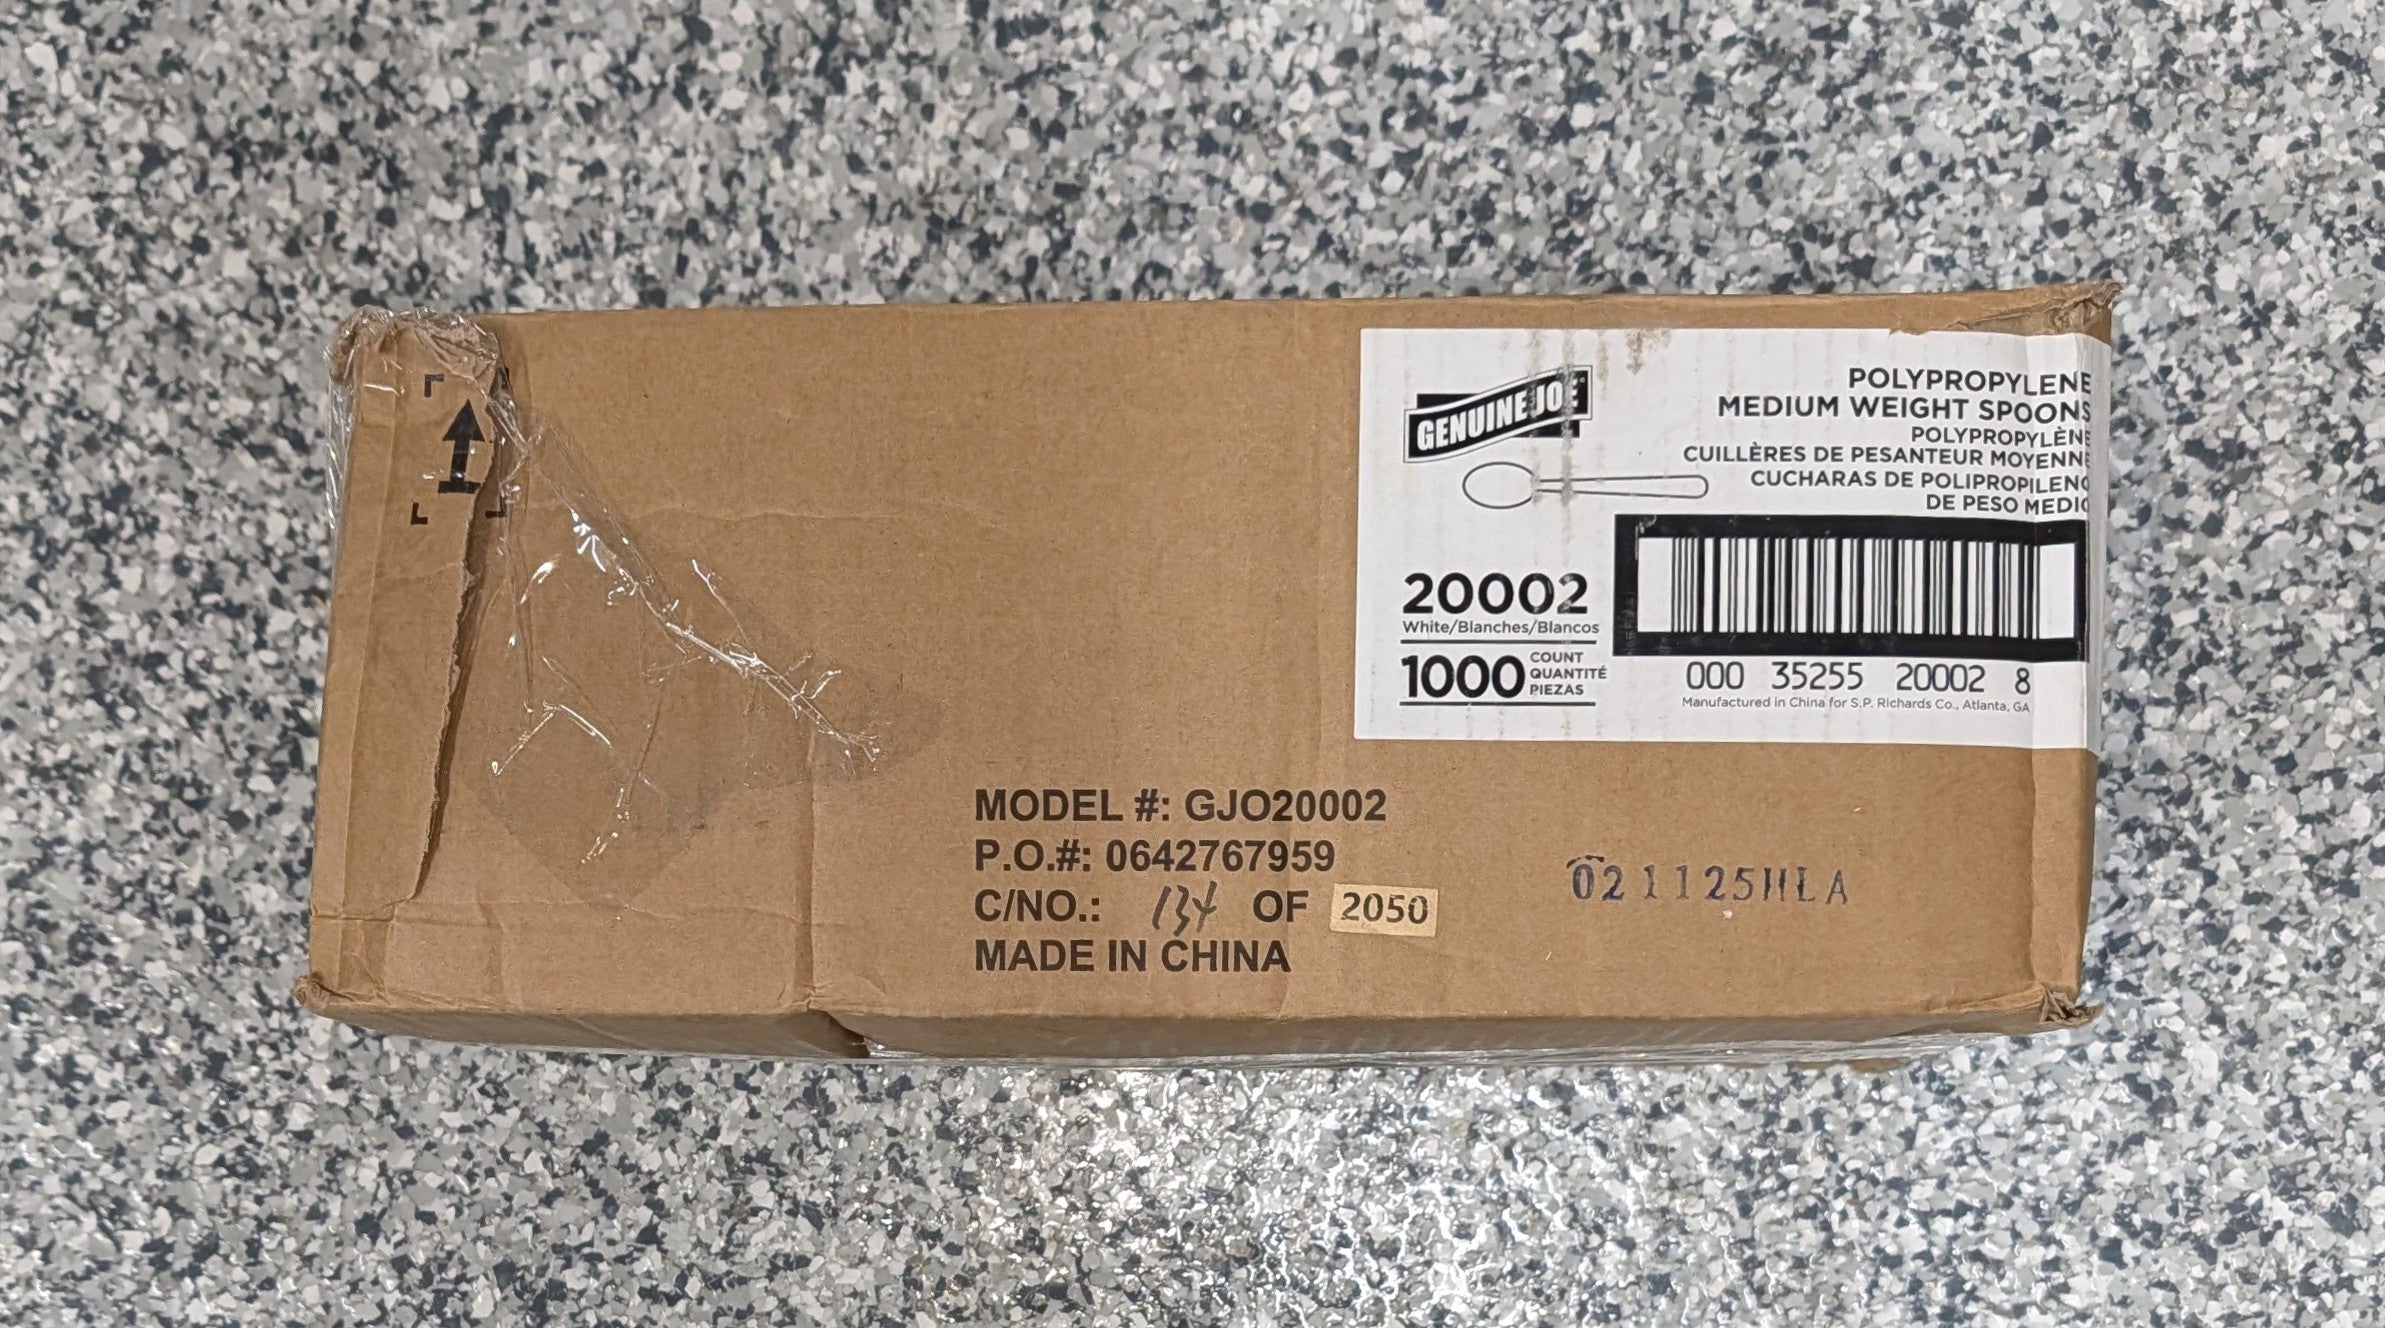 GENUINE JOE
POLYPROPYLENE
MEDIUM WEIGHT SPOONS
POLYPROPYLÈNE
CUILLÈRES DE PESANTEUR MOYENNE
CUCHARAS DE POLIPROPILENO
DE PESO MEDIO
20002
White/Blanches/Blancos
1000 COUNT
QUANTITÉ
PIEZAS
000 35255 20002 8
Manufactured in China for S.P. Richards Co., Atlanta, GA
MODEL #: GJO20002
P.O.#: 0642767959
C/NO.: 134 OF 2050
MADE IN CHINA
021125HLA